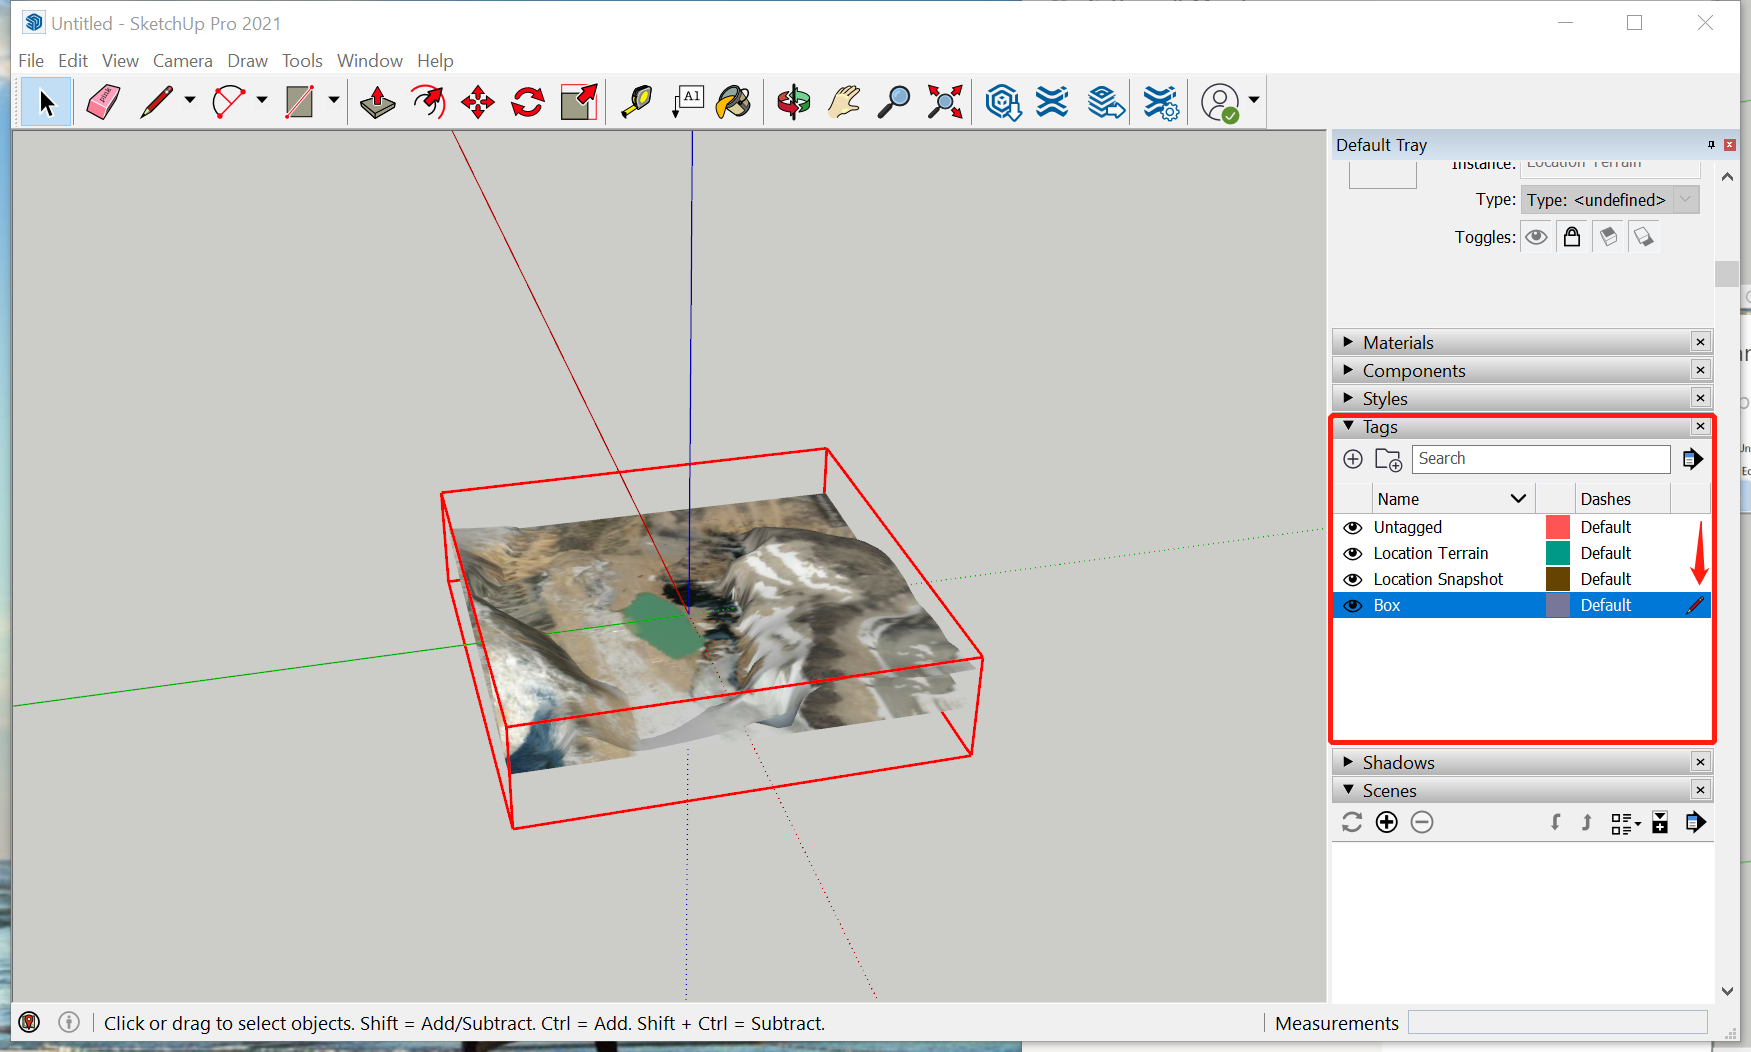 Untitled - SketchUp Pro 2021
File Edit View Camera Draw Tools Window Help
A1
Default Tray
Instance: Location Terrain
Type: Type: <undefined>
Toggles:
Materials
Components
Styles
Tags
Search
Name Dashes
Untagged Default
Location Terrain Default
Location Snapshot Default
Box Default
Shadows
Scenes
Click or drag to select objects. Shift = Add/Subtract. Ctrl = Add. Shift + Ctrl = Subtract.
Measurements